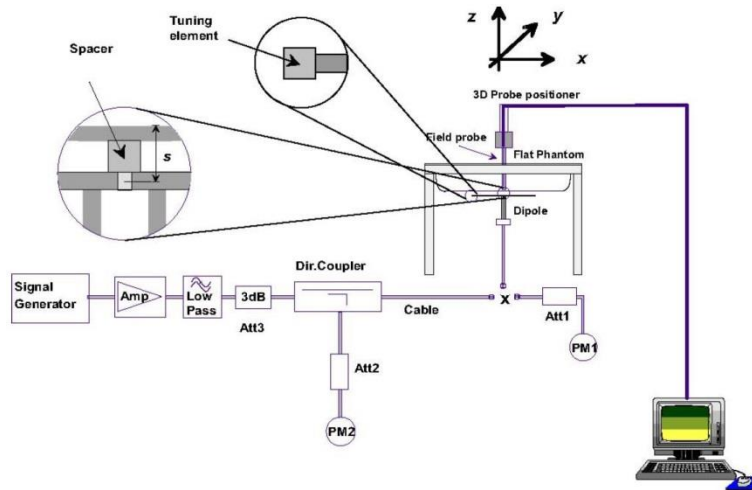 Tuning
element
Spacer
s
z
y
x
3D Probe positioner
Field probe
Flat Phantom
Dipole
Signal
Generator
Amp
Low
Pass
3dB
Att3
Dir.Coupler
Cable
x
Att1
PM1
Att2
PM2